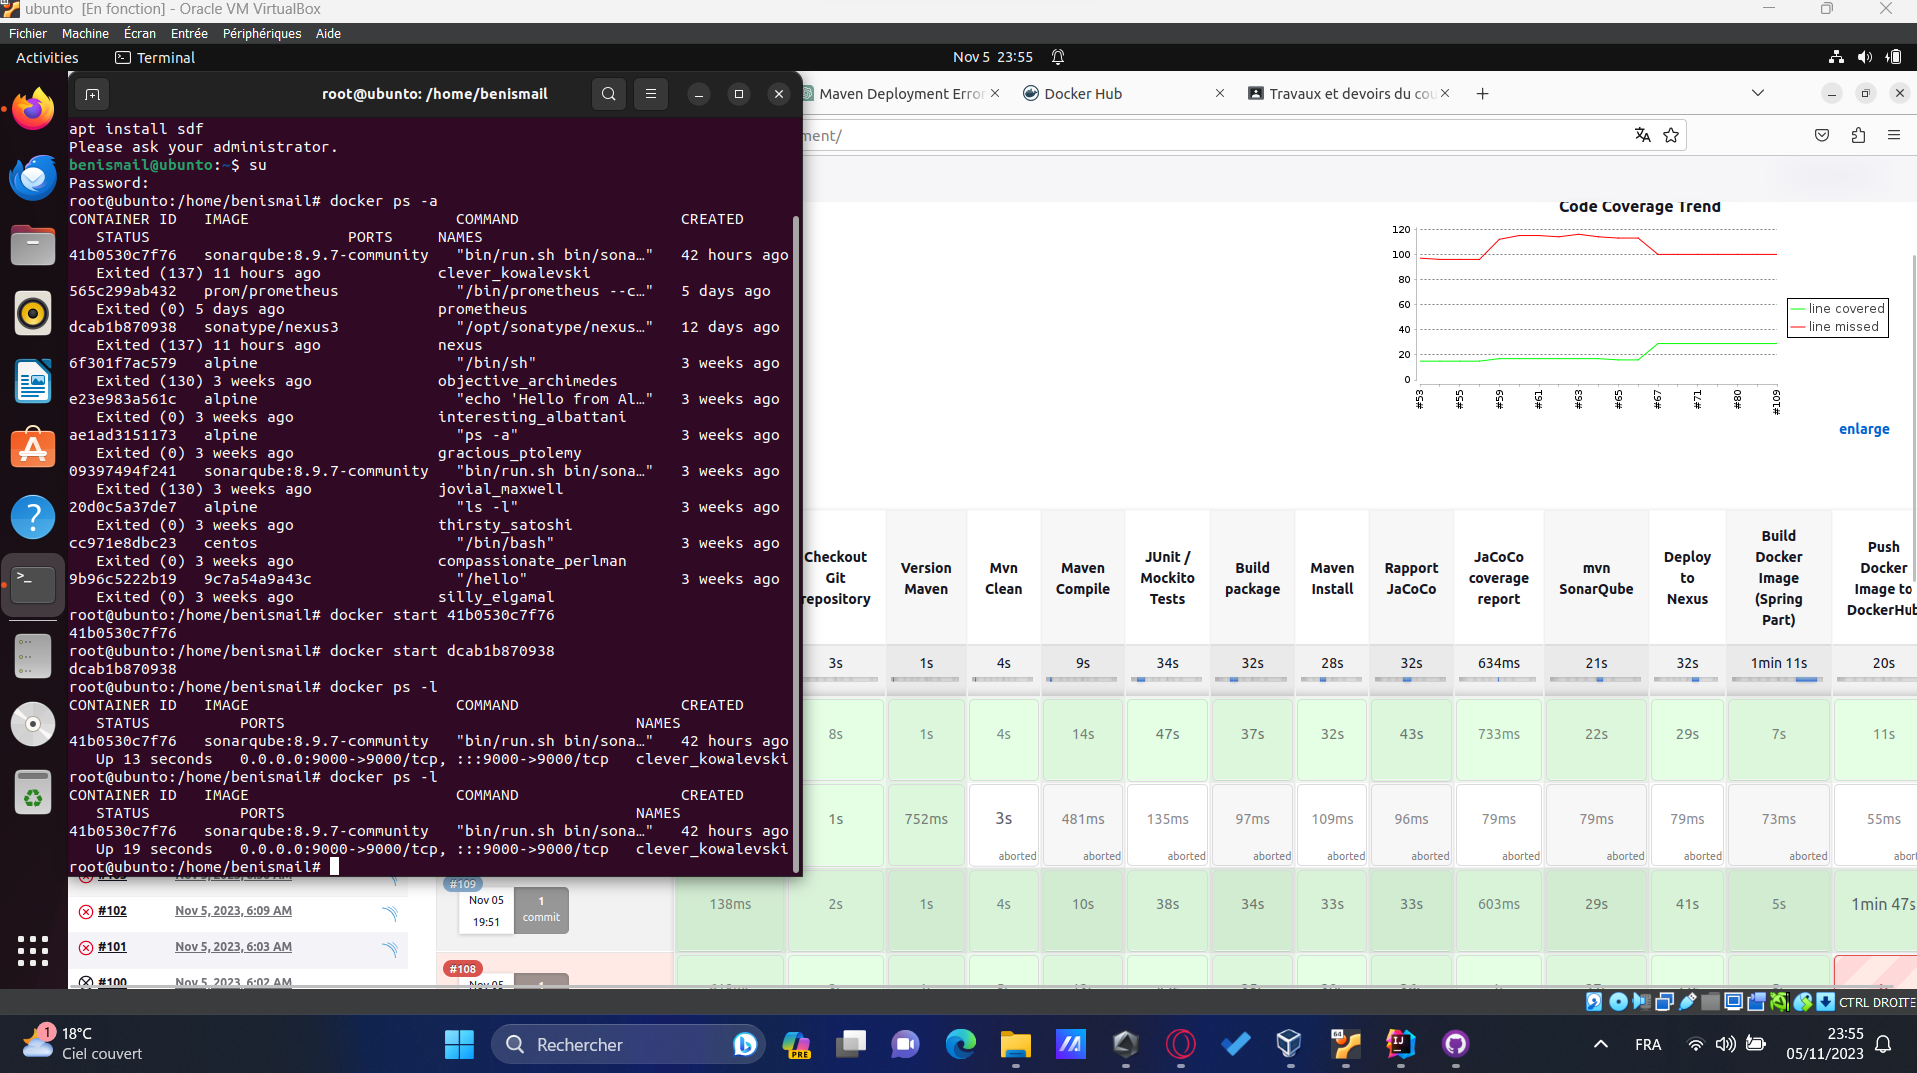 ubunto [En fonction] - Oracle VM VirtualBox
Fichier Machine Écran Entrée Périphériques Aide
Activities Terminal Nov 5 23:55
root@ubunto: /home/benismail
Maven Deployment Error Docker Hub Travaux et devoirs du cou
ment/
apt install sdf
Please ask your administrator.
benismail@ubunto:~$ su
Password:
root@ubunto:/home/benismail# docker ps -a
CONTAINER ID IMAGE COMMAND CREATED
STATUS PORTS NAMES
41b0530c7f76 sonarqube:8.9.7-community "bin/run.sh bin/sona…" 42 hours ago
Exited (137) 11 hours ago clever_kowalevski
565c299ab432 prom/prometheus "/bin/prometheus --c…" 5 days ago
Exited (0) 5 days ago prometheus
dcab1b870938 sonatype/nexus3 "/opt/sonatype/nexus…" 12 days ago
Exited (137) 11 hours ago nexus
6f301f7ac579 alpine "/bin/sh" 3 weeks ago
Exited (130) 3 weeks ago objective_archimedes
e23e983a561c alpine "echo 'Hello from Al…" 3 weeks ago
Exited (0) 3 weeks ago interesting_albattani
ae1ad3151173 alpine "ps -a" 3 weeks ago
Exited (0) 3 weeks ago gracious_ptolemy
09397494f241 sonarqube:8.9.7-community "bin/run.sh bin/sona…" 3 weeks ago
Exited (130) 3 weeks ago jovial_maxwell
20d0c5a37de7 alpine "ls -l" 3 weeks ago
Exited (0) 3 weeks ago thirsty_satoshi
cc971e8dbc23 centos "/bin/bash" 3 weeks ago
Exited (0) 3 weeks ago compassionate_perlman
9b96c5222b19 9c7a54a9a43c "/hello" 3 weeks ago
Exited (0) 3 weeks ago silly_elgamal
root@ubunto:/home/benismail# docker start 41b0530c7f76
41b0530c7f76
root@ubunto:/home/benismail# docker start dcab1b870938
dcab1b870938
root@ubunto:/home/benismail# docker ps -l
CONTAINER ID IMAGE COMMAND CREATED
STATUS PORTS NAMES
41b0530c7f76 sonarqube:8.9.7-community "bin/run.sh bin/sona…" 42 hours ago
Up 13 seconds 0.0.0.0:9000->9000/tcp, :::9000->9000/tcp clever_kowalevski
root@ubunto:/home/benismail# docker ps -l
CONTAINER ID IMAGE COMMAND CREATED
STATUS PORTS NAMES
41b0530c7f76 sonarqube:8.9.7-community "bin/run.sh bin/sona…" 42 hours ago
Up 19 seconds 0.0.0.0:9000->9000/tcp, :::9000->9000/tcp clever_kowalevski
root@ubunto:/home/benismail#
Code Coverage Trend
120
100
80
60
40
20
0
#53 #55 #59 #61 #63 #65 #67 #71 #80 #109
line covered
line missed
enlarge
Checkout Git repository
Version Maven
Mvn Clean
Maven Compile
JUnit / Mockito Tests
Build package
Maven Install
Rapport JaCoCo
JaCoCo coverage report
mvn SonarQube
Deploy to Nexus
Build Docker Image (Spring Part)
Push Docker Image to DockerHub
3s 1s 4s 9s 34s 32s 28s 32s 634ms 21s 32s 1min 11s 20s
8s 1s 4s 14s 47s 37s 32s 43s 733ms 22s 29s 7s 11s
1s 752ms 3s 481ms 135ms 97ms 109ms 96ms 79ms 79ms 79ms 73ms 55ms
aborted aborted aborted aborted aborted aborted aborted aborted aborted aborted abor
#109
Nov 05
19:51
1
commit
138ms 2s 1s 4s 10s 38s 34s 33s 33s 603ms 29s 41s 5s 1min 47s
#108
Nov 05
1
#102 Nov 5, 2023, 6:09 AM
#101 Nov 5, 2023, 6:03 AM
#100 Nov 5, 2023, 6:02 AM
CTRL DROITE
1
18°C
Ciel couvert
Rechercher
PRE
64
FRA
23:55
05/11/2023